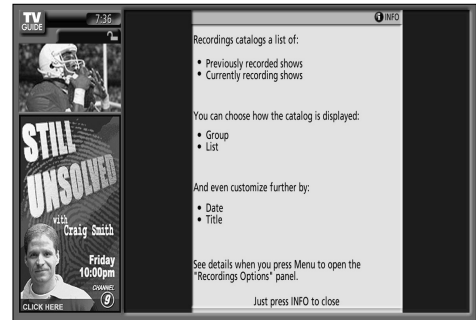 TV
GUIDE
7:36
INFO
Recordings catalogs a list of:
• Previously recorded shows
• Currently recording shows
You can choose how the catalog is displayed:
• Group
• List
And even customize further by:
• Date
• Title
See details when you press Menu to open the
"Recordings Options" panel.
Just press INFO to close
STILL
UNSOLVED
with
Craig Smith
Friday
10:00pm
CHANNEL
9
CLICK HERE